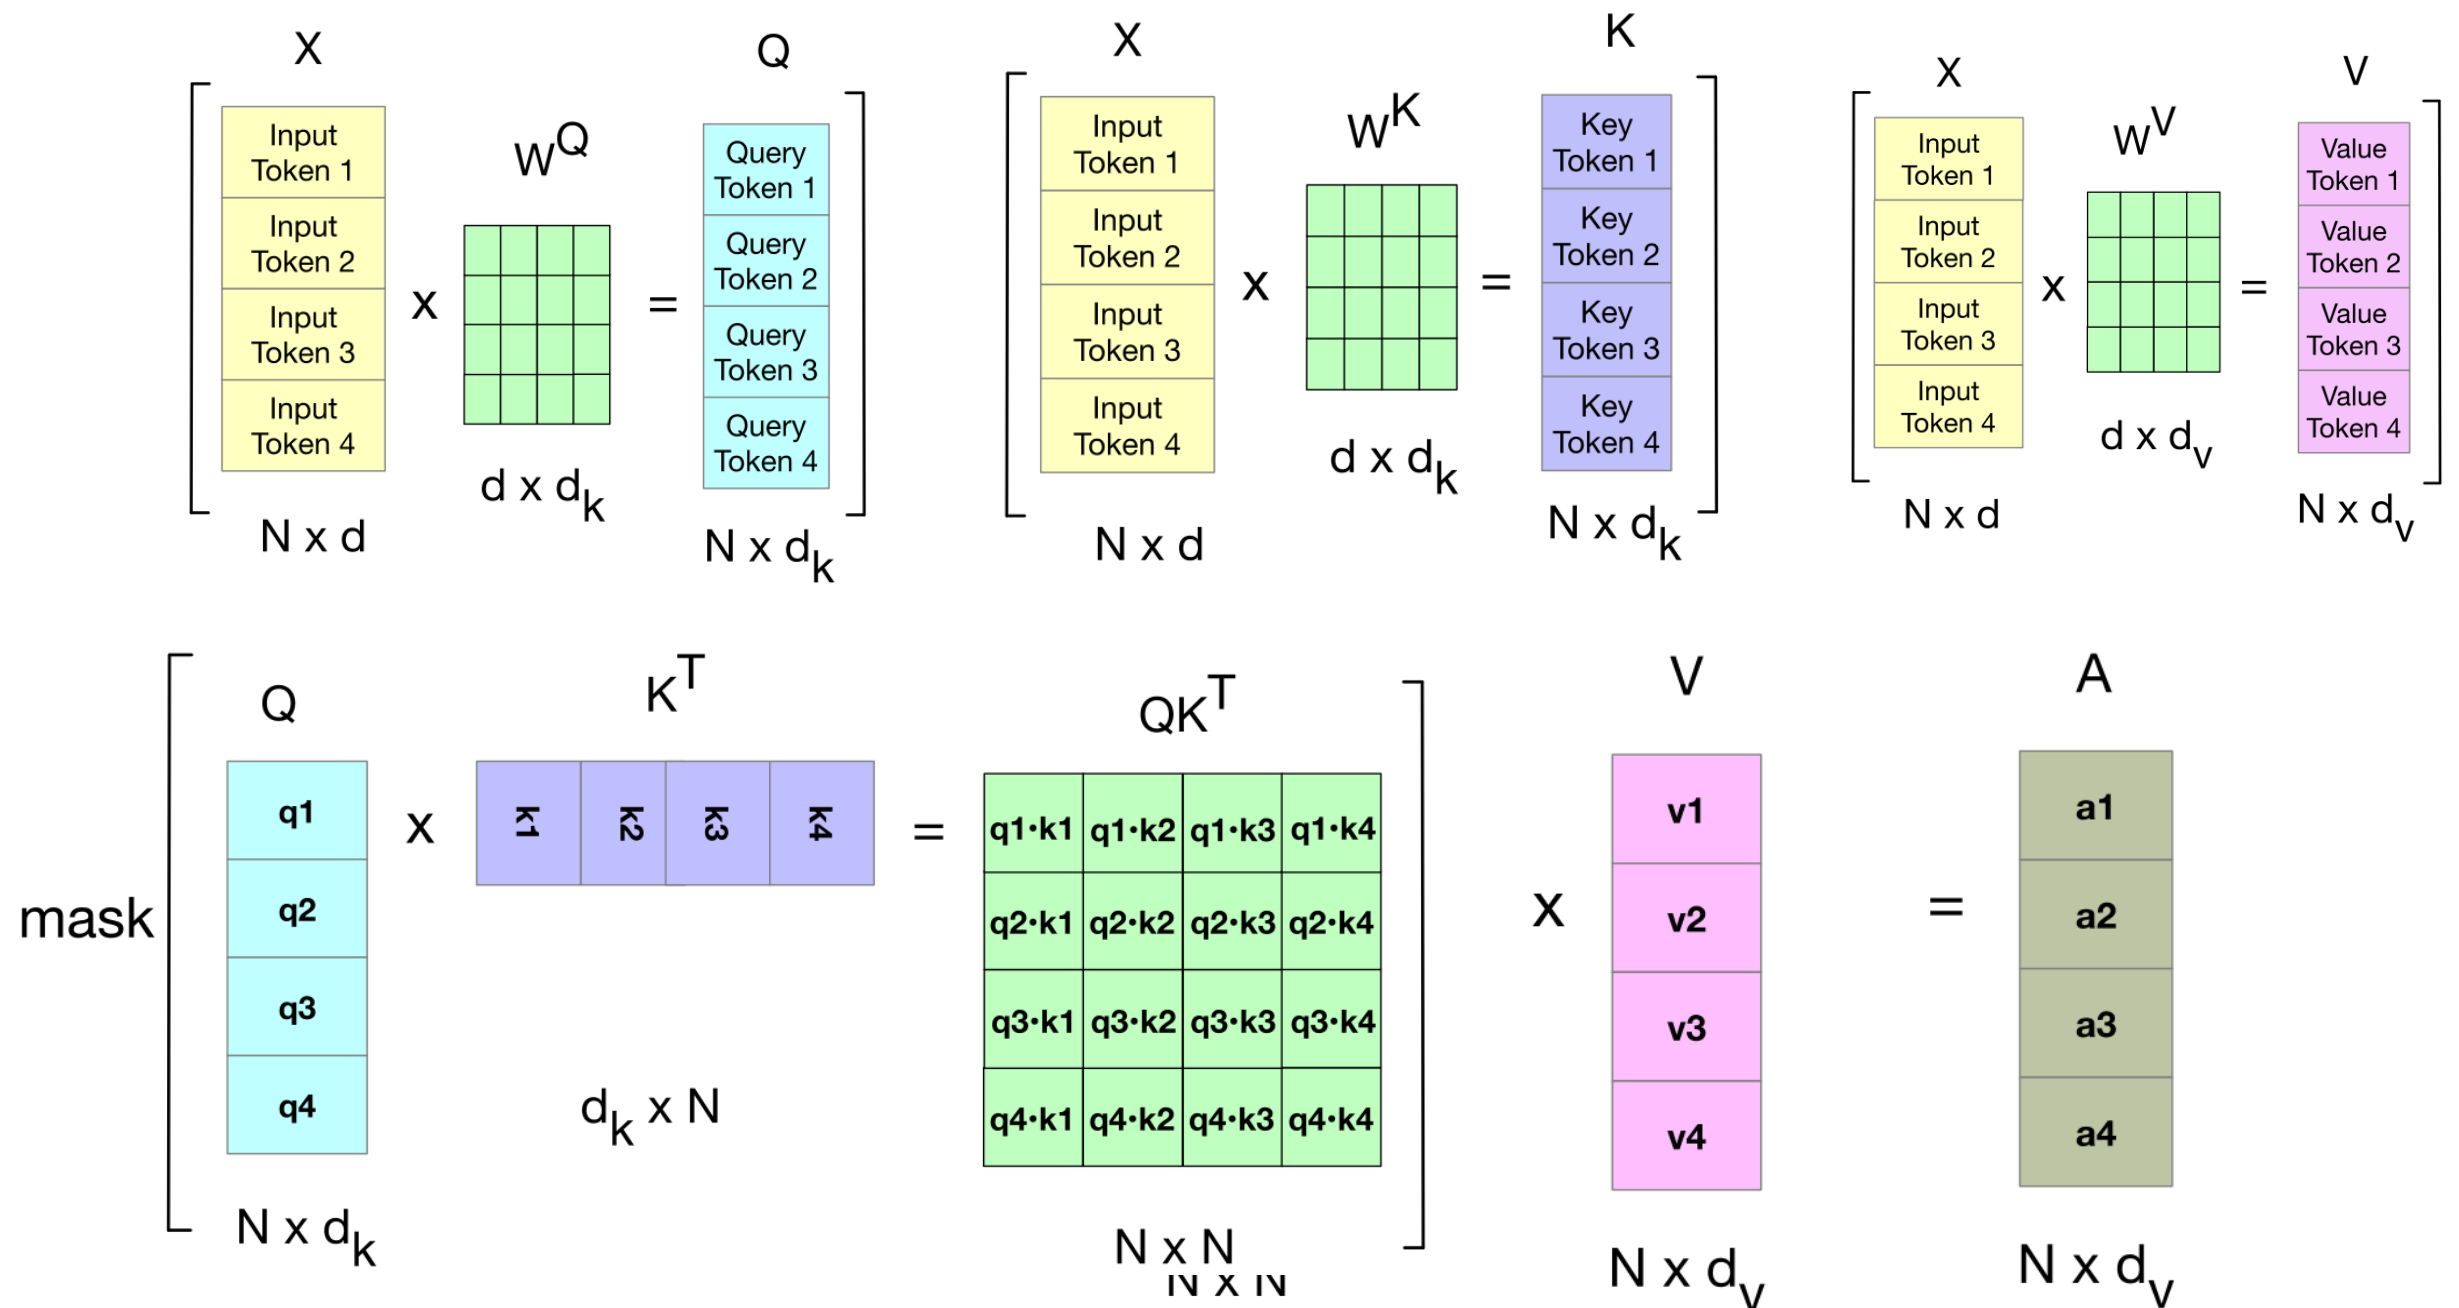 X
Q
Input
Token 1
Input
Token 2
Input
Token 3
Input
Token 4
x
W^Q
=
Query
Token 1
Query
Token 2
Query
Token 3
Query
Token 4
N x d
d x d_k
N x d_k
X
K
Input
Token 1
Input
Token 2
Input
Token 3
Input
Token 4
x
W^K
=
Key
Token 1
Key
Token 2
Key
Token 3
Key
Token 4
N x d
d x d_k
N x d_k
X
V
Input
Token 1
Input
Token 2
Input
Token 3
Input
Token 4
x
W^V
=
Value
Token 1
Value
Token 2
Value
Token 3
Value
Token 4
N x d
d x d_v
N x d_v
mask
Q
q1
q2
q3
q4
N x d_k
x
K^T
k1 k2 k3 k4
d_k x N
=
QK^T
q1•k1 q1•k2 q1•k3 q1•k4
q2•k1 q2•k2 q2•k3 q2•k4
q3•k1 q3•k2 q3•k3 q3•k4
q4•k1 q4•k2 q4•k3 q4•k4
N x N
N x N
x
V
v1
v2
v3
v4
N x d_v
=
A
a1
a2
a3
a4
N x d_v